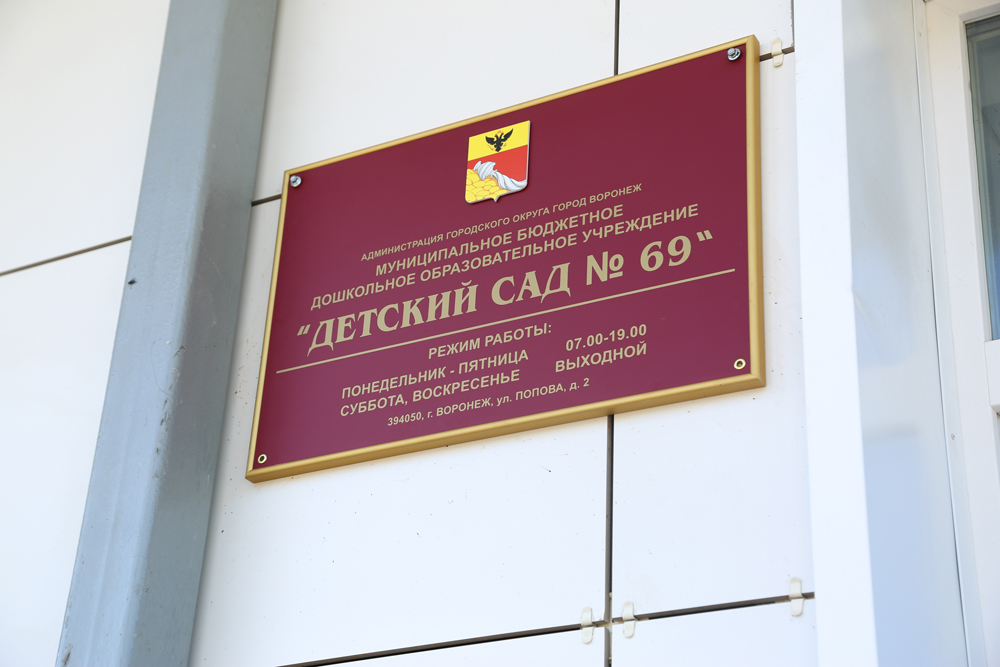 АДМИНИСТРАЦИЯ ГОРОДСКОГО ОКРУГА ГОРОД ВОРОНЕЖ
МУНИЦИПАЛЬНОЕ БЮДЖЕТНОЕ
ДОШКОЛЬНОЕ ОБРАЗОВАТЕЛЬНОЕ УЧРЕЖДЕНИЕ
"ДЕТСКИЙ САД № 69"
РЕЖИМ РАБОТЫ:
ПОНЕДЕЛЬНИК - ПЯТНИЦА 07.00-19.00
СУББОТА, ВОСКРЕСЕНЬЕ ВЫХОДНОЙ
394050, г. ВОРОНЕЖ, ул. ПОПОВА, д. 2